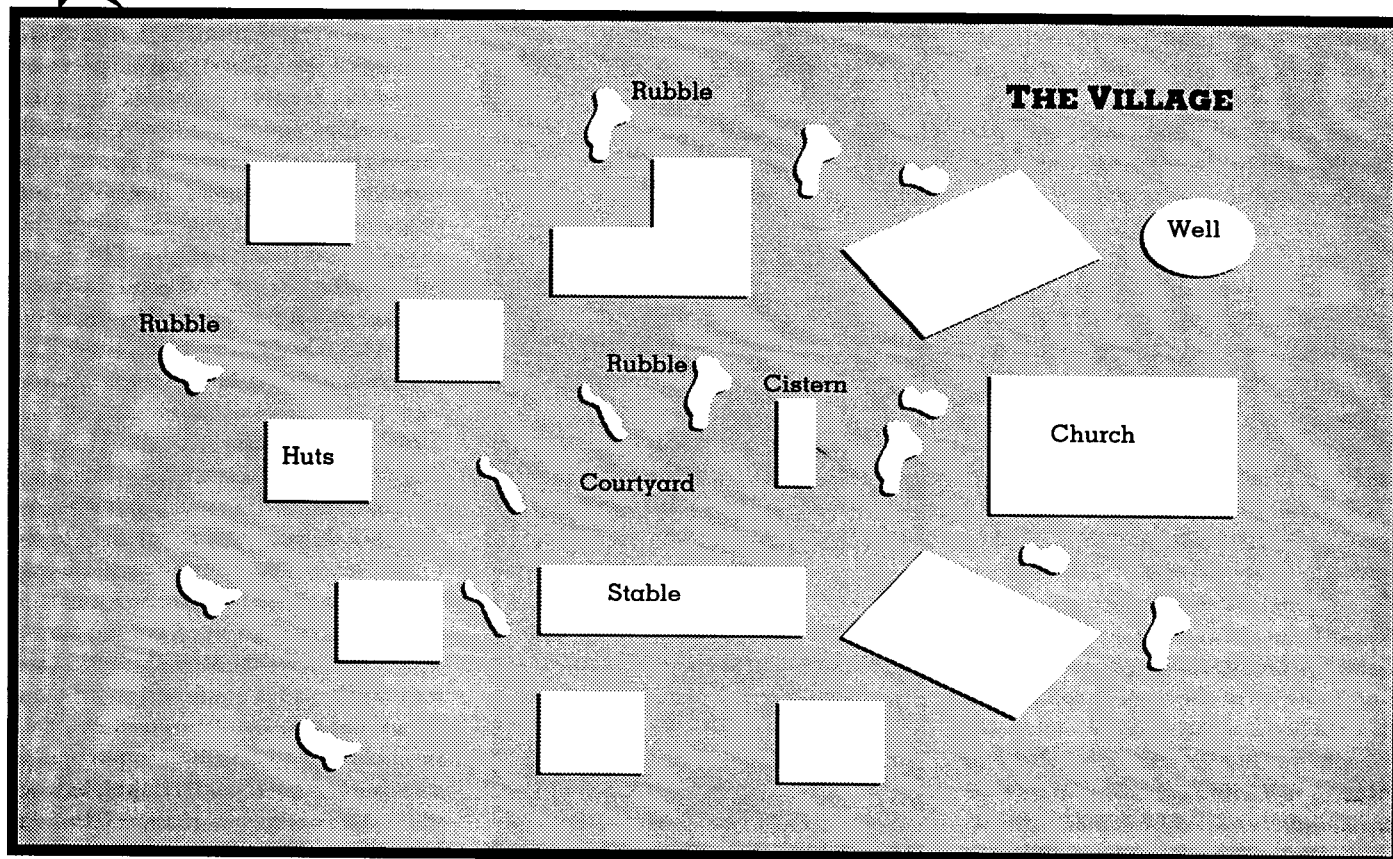 Rubble
THE VILLAGE
Well
Rubble
Rubble
Cistern
Church
Huts
Courtyard
Stable